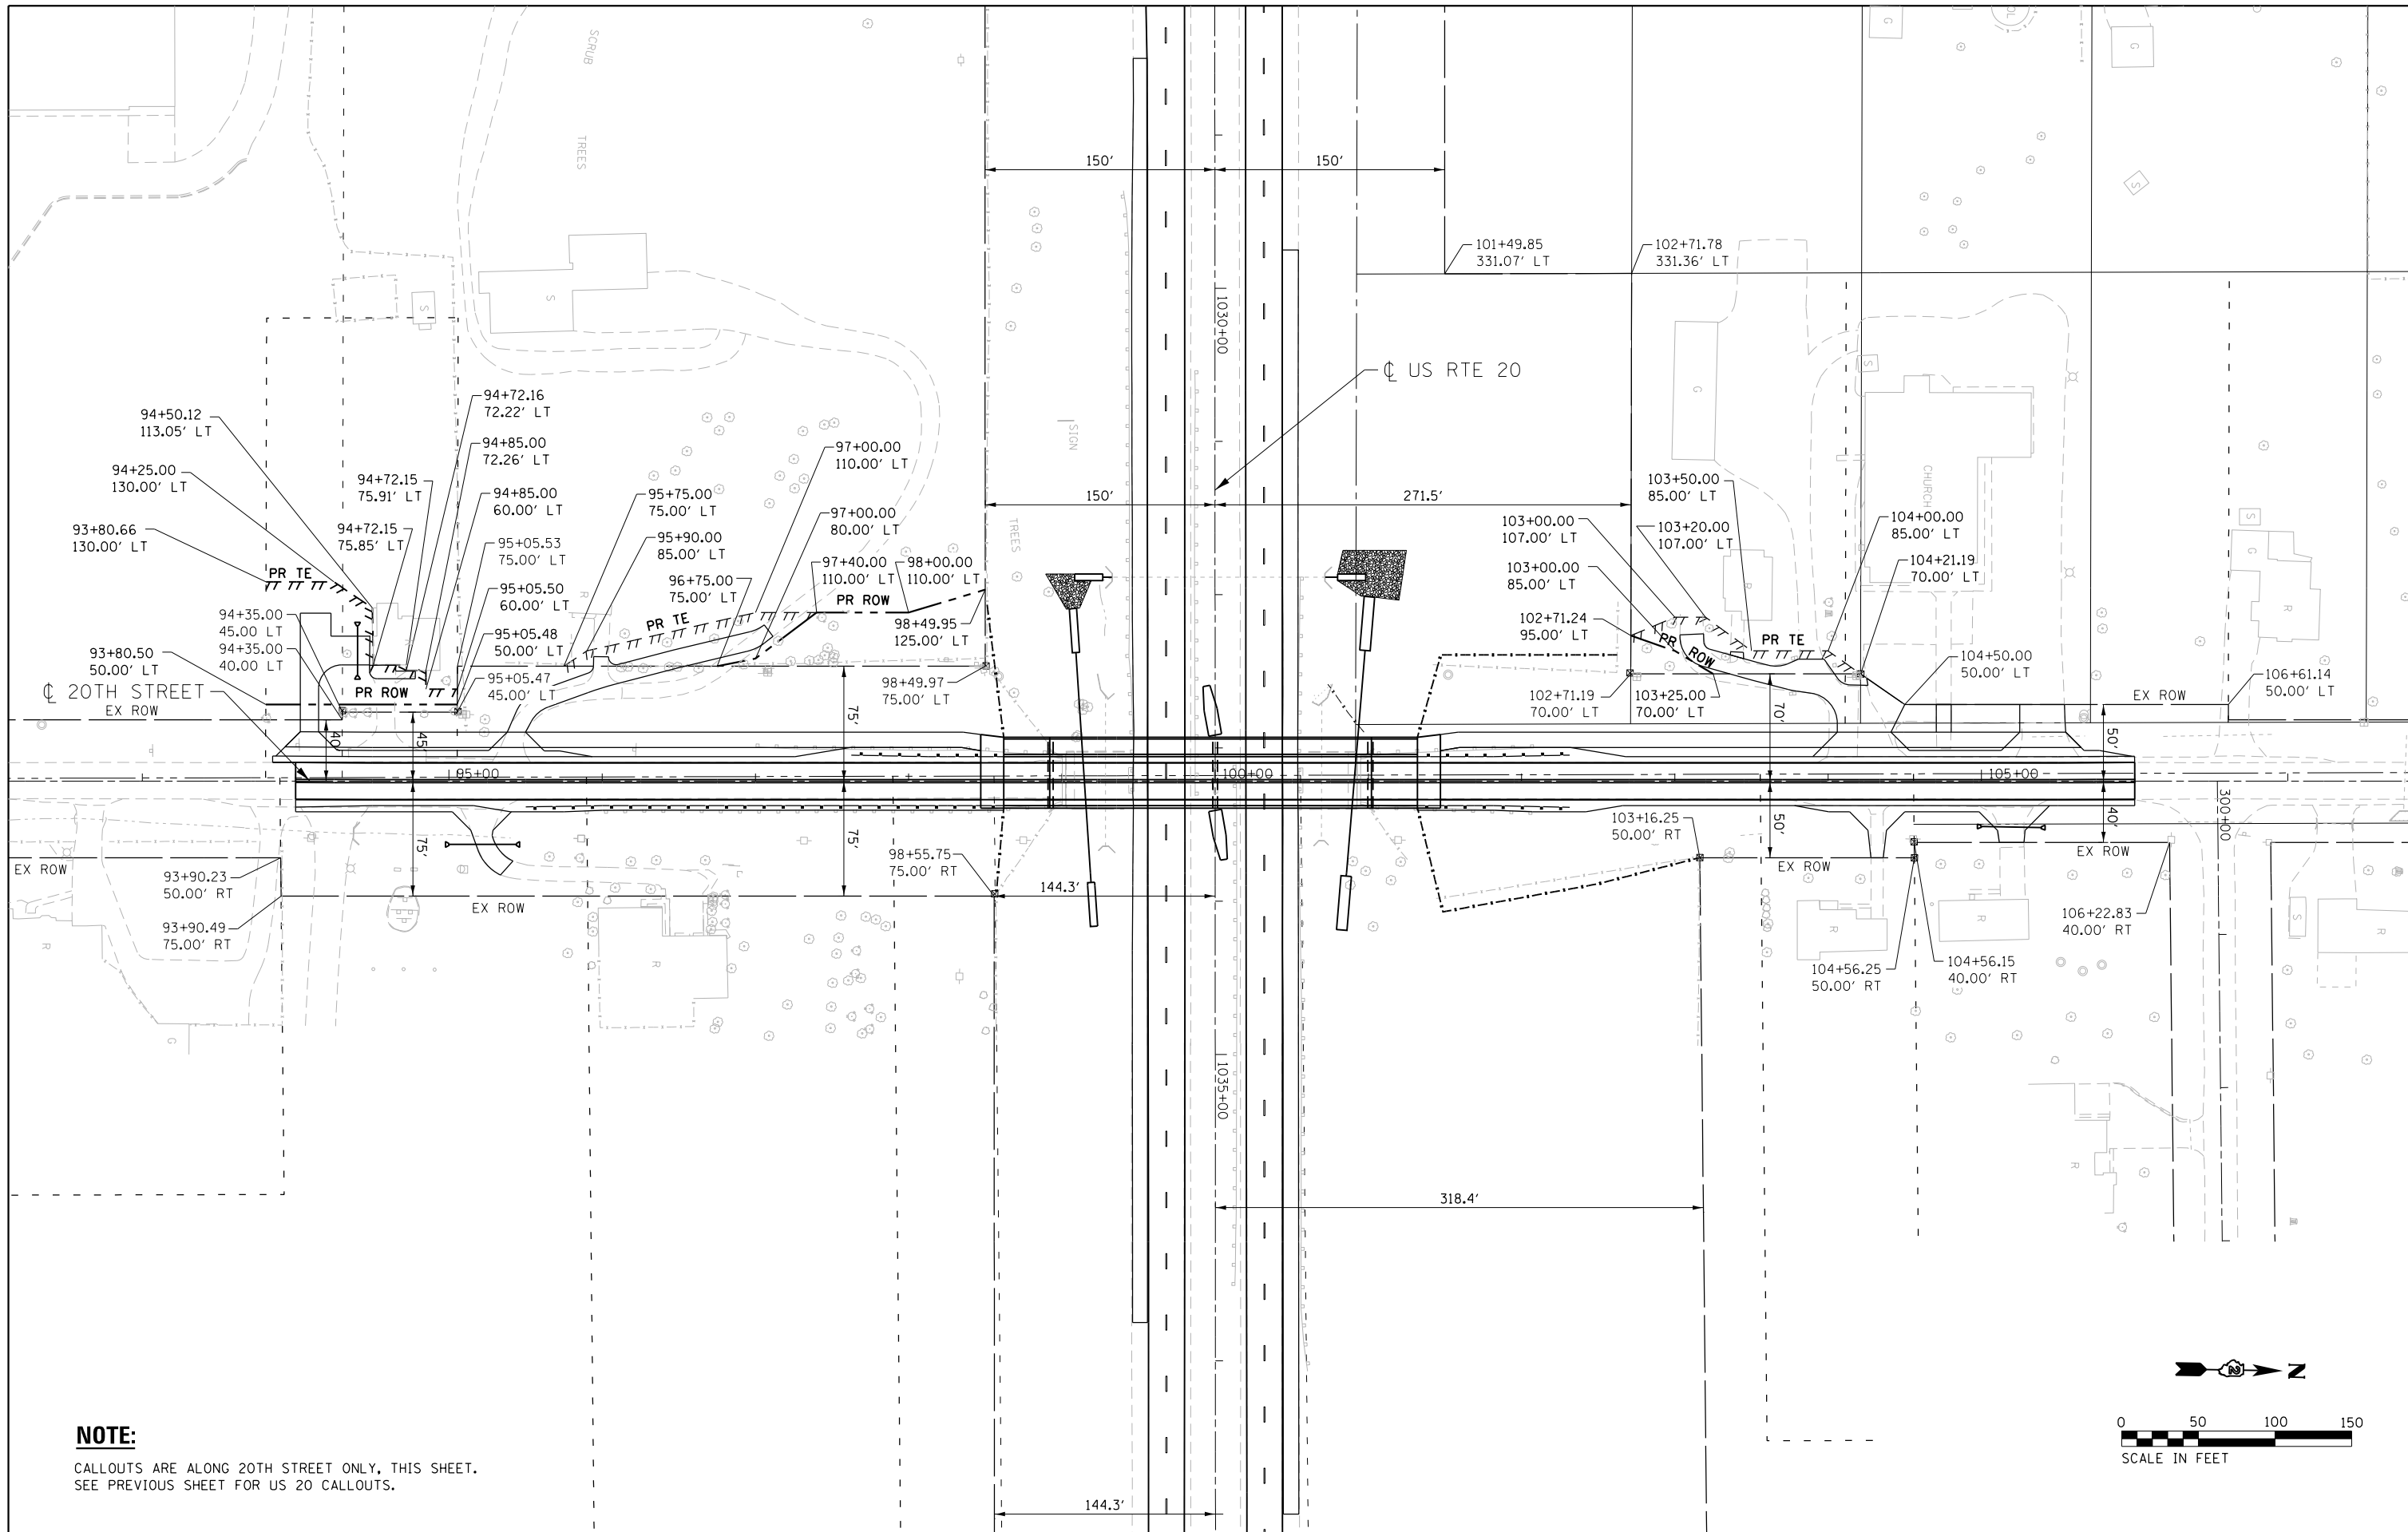 SCRUB
TREES
G
POOL
G
S
150'
150'
101+49.85
331.07' LT
102+71.78
331.36' LT
S
S
1030+00
℄ US RTE 20
SIGN
TREES
G
S
CHURCH
S
G
R
94+50.12
113.05' LT
94+25.00
130.00' LT
93+80.66
130.00' LT
94+72.16
72.22' LT
94+85.00
72.26' LT
94+72.15
75.91' LT
94+85.00
60.00' LT
94+72.15
75.85' LT
95+05.53
75.00' LT
95+05.50
60.00' LT
95+05.48
50.00' LT
95+05.47
45.00' LT
95+75.00
75.00' LT
95+90.00
85.00' LT
96+75.00
75.00' LT
97+00.00
110.00' LT
97+00.00
80.00' LT
97+40.00
110.00' LT
98+00.00
110.00' LT
98+49.95
125.00' LT
98+49.97
75.00' LT
150'
271.5'
103+50.00
85.00' LT
103+00.00
107.00' LT
103+20.00
107.00' LT
103+00.00
85.00' LT
102+71.24
95.00' LT
104+00.00
85.00' LT
104+21.19
70.00' LT
102+71.19
70.00' LT
103+25.00
70.00' LT
104+50.00
50.00' LT
106+61.14
50.00' LT
PR TE
94+35.00
45.00 LT
94+35.00
40.00 LT
93+80.50
50.00' LT
PR ROW
PR TE
PR ROW
PR ROW
PR TE
R
R
R
℄ 20TH STREET
EX ROW
EX ROW
40'
45'
75'
70'
50'
95+00
100+00
105+00
75'
75'
50'
40'
300+00
EX ROW
93+90.23
50.00' RT
93+90.49
75.00' RT
EX ROW
98+55.75
75.00' RT
144.3'
103+16.25
50.00' RT
EX ROW
EX ROW
104+56.25
50.00' RT
104+56.15
40.00' RT
106+22.83
40.00' RT
R
G
R
R
R
S
R
R
1035+00
318.4'
144.3'
N
0 50 100 150
SCALE IN FEET
NOTE:
CALLOUTS ARE ALONG 20TH STREET ONLY, THIS SHEET.
SEE PREVIOUS SHEET FOR US 20 CALLOUTS.